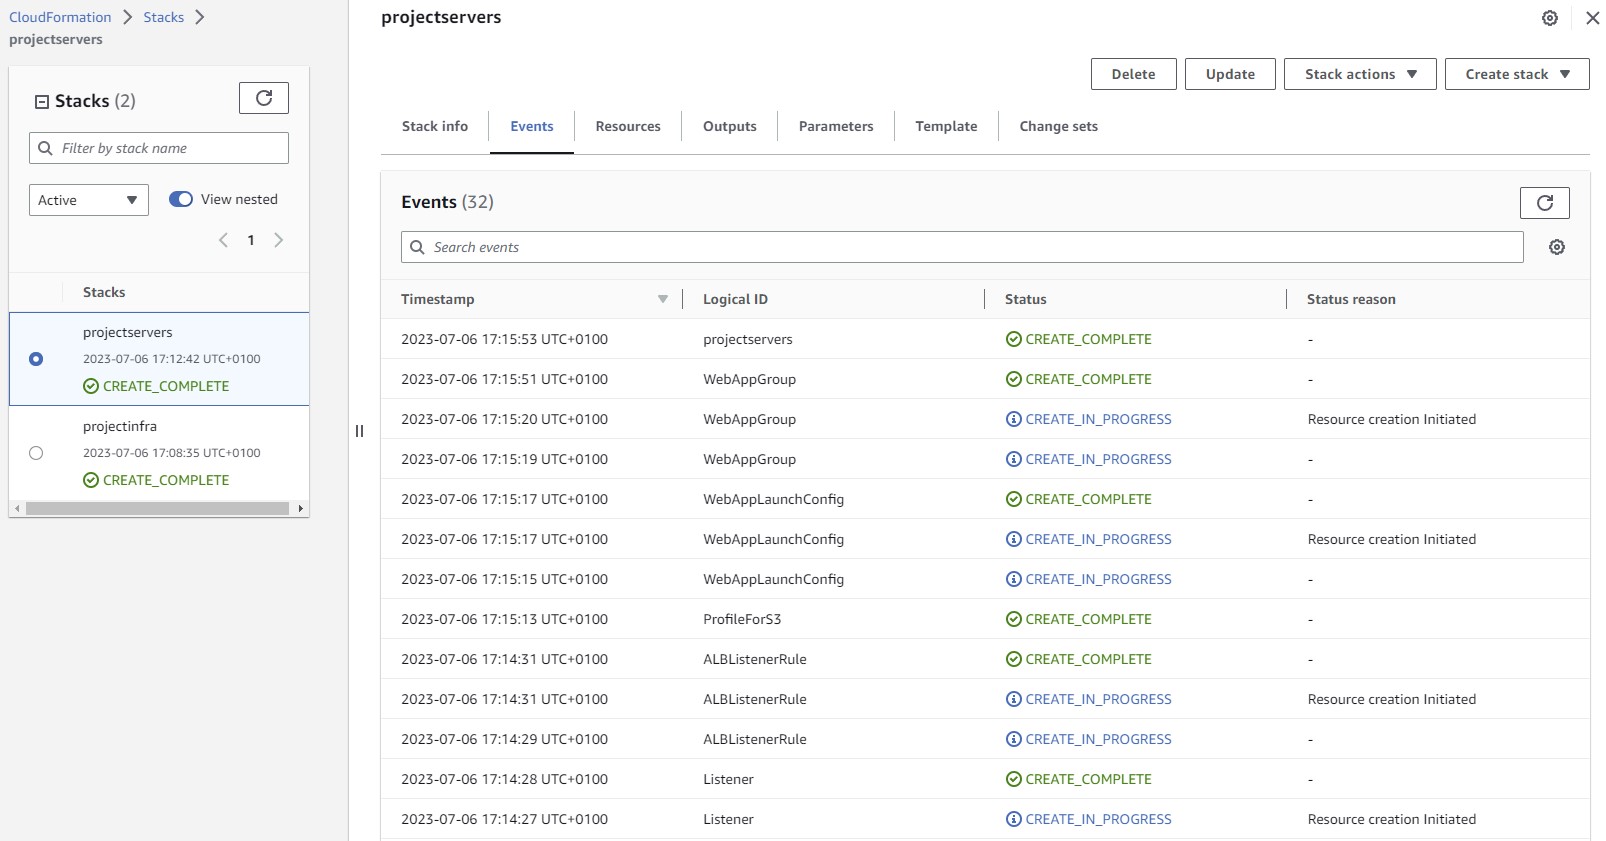 CloudFormation > Stacks >
projectservers
Stacks (2)
Filter by stack name
Active
View nested
1
Stacks
projectservers
2023-07-06 17:12:42 UTC+0100
CREATE_COMPLETE
projectinfra
2023-07-06 17:08:35 UTC+0100
CREATE_COMPLETE
projectservers
Delete Update Stack actions Create stack
Stack info Events Resources Outputs Parameters Template Change sets
Events (32)
Search events
Timestamp Logical ID Status Status reason
2023-07-06 17:15:53 UTC+0100 projectservers CREATE_COMPLETE -
2023-07-06 17:15:51 UTC+0100 WebAppGroup CREATE_COMPLETE -
2023-07-06 17:15:20 UTC+0100 WebAppGroup CREATE_IN_PROGRESS Resource creation Initiated
2023-07-06 17:15:19 UTC+0100 WebAppGroup CREATE_IN_PROGRESS -
2023-07-06 17:15:17 UTC+0100 WebAppLaunchConfig CREATE_COMPLETE -
2023-07-06 17:15:17 UTC+0100 WebAppLaunchConfig CREATE_IN_PROGRESS Resource creation Initiated
2023-07-06 17:15:15 UTC+0100 WebAppLaunchConfig CREATE_IN_PROGRESS -
2023-07-06 17:15:13 UTC+0100 ProfileForS3 CREATE_COMPLETE -
2023-07-06 17:14:31 UTC+0100 ALBListenerRule CREATE_COMPLETE -
2023-07-06 17:14:31 UTC+0100 ALBListenerRule CREATE_IN_PROGRESS Resource creation Initiated
2023-07-06 17:14:29 UTC+0100 ALBListenerRule CREATE_IN_PROGRESS -
2023-07-06 17:14:28 UTC+0100 Listener CREATE_COMPLETE -
2023-07-06 17:14:27 UTC+0100 Listener CREATE_IN_PROGRESS Resource creation Initiated